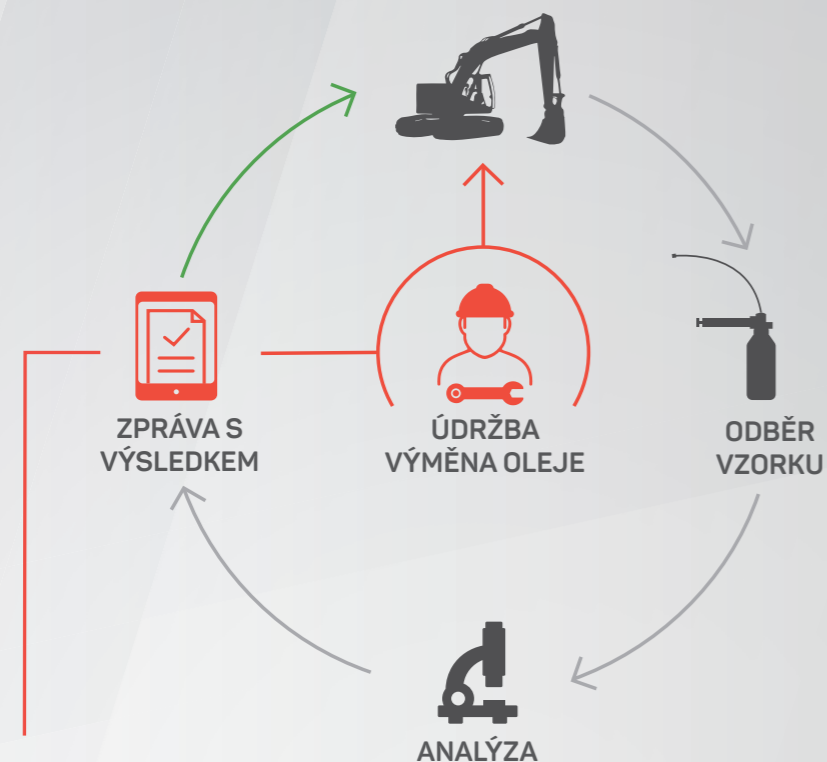 ZPRÁVA S
VÝSLEDKEM
ÚDRŽBA
VÝMĚNA OLEJE
ODBĚR
VZORKU
ANALÝZA